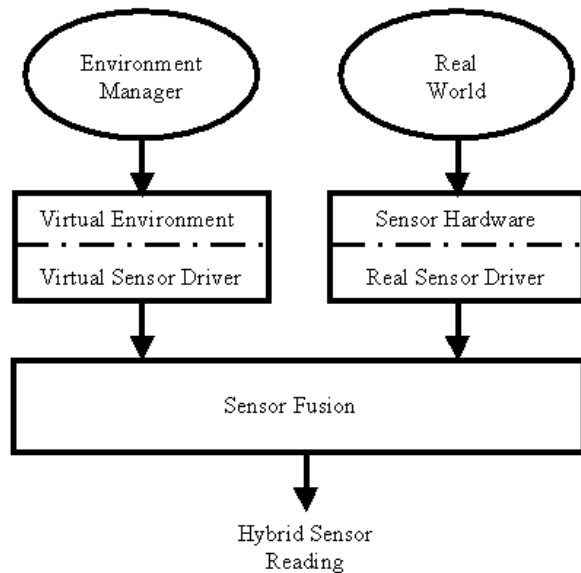 Environment
Manager
Real
World
Virtual Environment
Virtual Sensor Driver
Sensor Hardware
Real Sensor Driver
Sensor Fusion
Hybrid Sensor
Reading